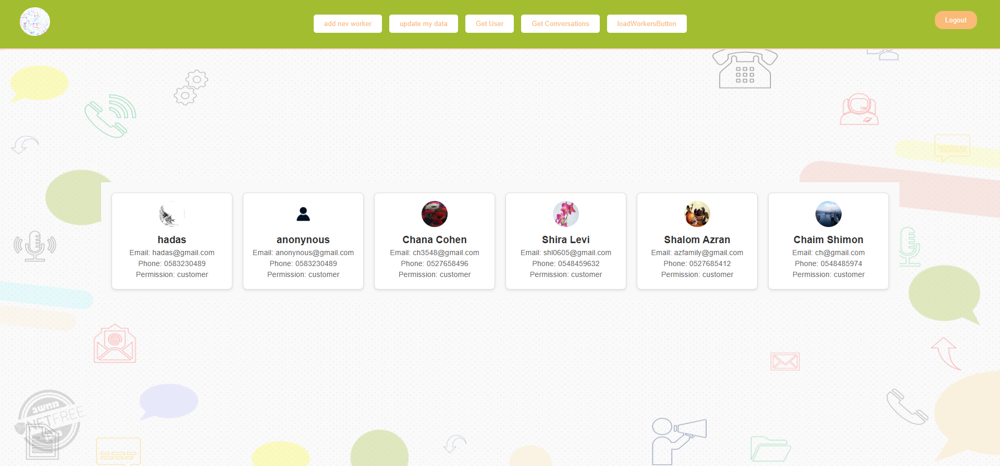 add nev worker
update my data
Get User
Get Conversations
loadWorkersButton
Logout
hadas
Email: hadas@gmail.com
Phone: 0583230489
Permission: customer
anonynous
Email: anonynous@gmail.com
Phone: 0583230489
Permission: customer
Chana Cohen
Email: ch3548@gmail.com
Phone: 0527658496
Permission: customer
Shira Levi
Email: shl0605@gmail.com
Phone: 0548459632
Permission: customer
Shalom Azran
Email: azfamily@gmail.com
Phone: 0527685412
Permission: customer
Chaim Shimon
Email: ch@gmail.com
Phone: 0548485974
Permission: customer
@
ממשב
NETFREE